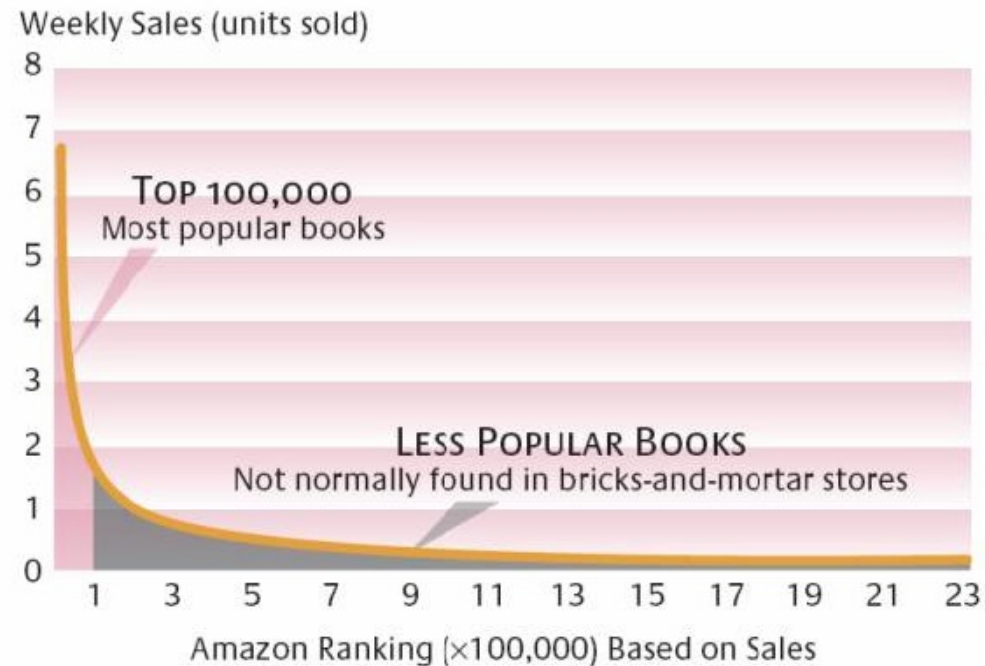 Weekly Sales (units sold)
8
7
6
5
4
3
2
1
0
TOP 100,000
Most popular books
LESS POPULAR BOOKS
Not normally found in bricks-and-mortar stores
1 3 5 7 9 11 13 15 17 19 21 23
Amazon Ranking (×100,000) Based on Sales